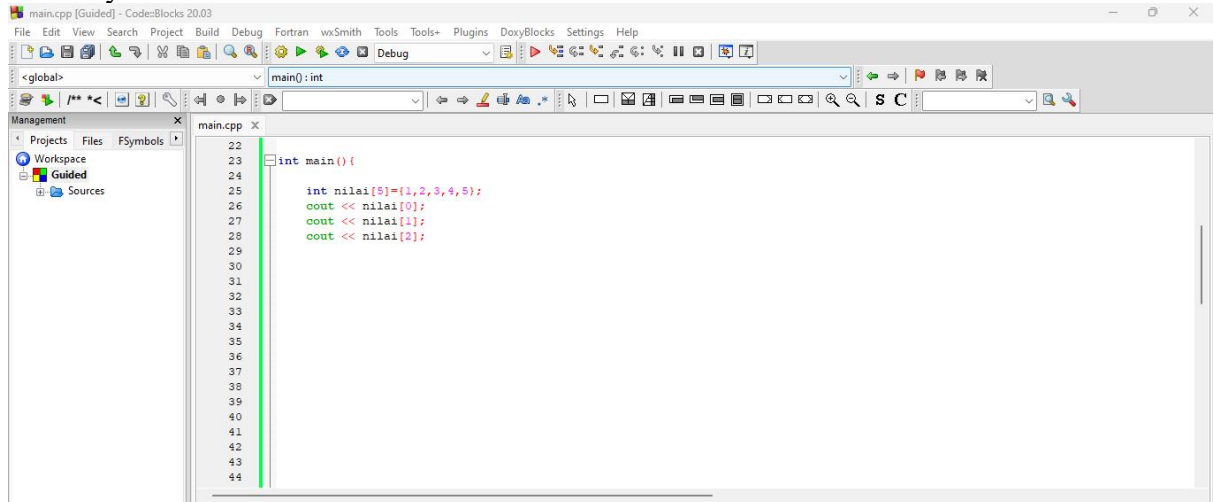 main.cpp [Guided] - Code::Blocks 20.03
File Edit View Search Project Build Debug Fortran wxSmith Tools Tools+ Plugins DoxyBlocks Settings Help
Debug
<global> main() : int
/** *< S C
Management
Projects Files FSymbols
Workspace
Guided
Sources
main.cpp
22
23 int main(){
24
25 int nilai[5]={1,2,3,4,5};
26 cout << nilai[0];
27 cout << nilai[1];
28 cout << nilai[2];
29
30
31
32
33
34
35
36
37
38
39
40
41
42
43
44